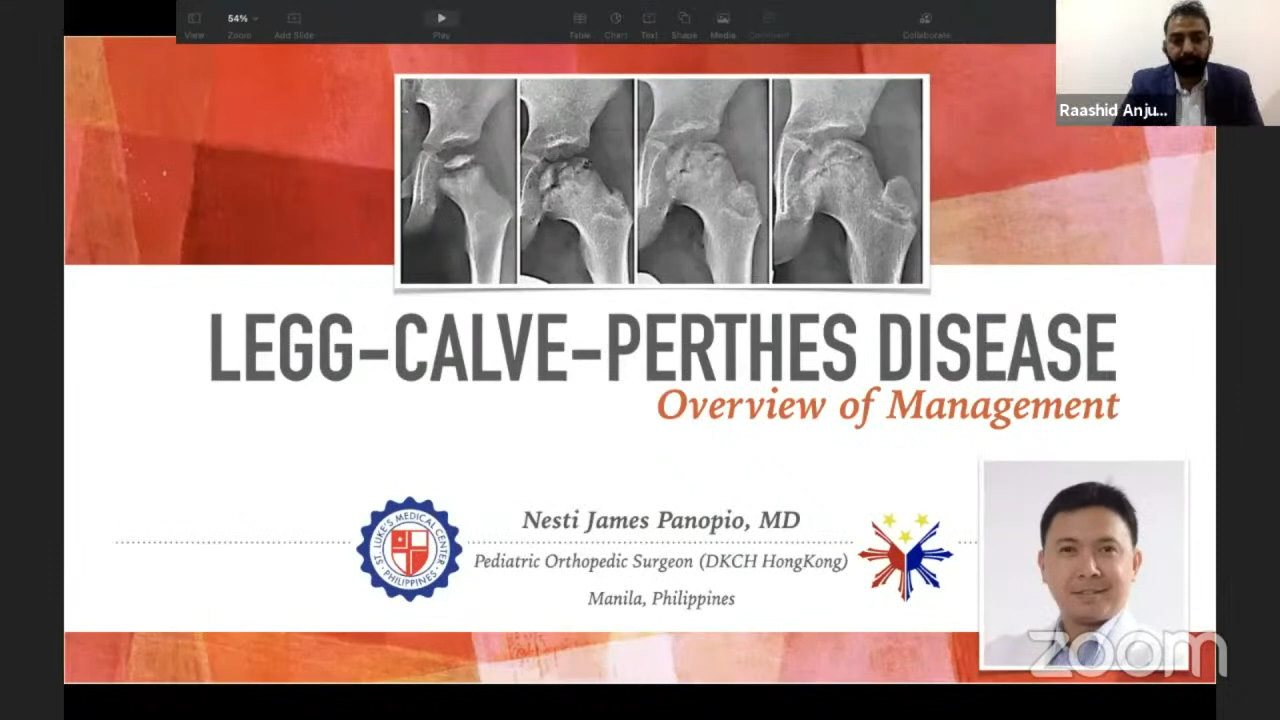 54%
View
Zoom
Add Slide
Play
Table
Chart
Text
Shape
Media
Comment
Collaborate
Raashid Anju...
LEGG-CALVE-PERTHES DISEASE
Overview of Management
ST. LUKE'S MEDICAL CENTER
PHILIPPINES
Nesti James Panopio, MD
Pediatric Orthopedic Surgeon (DKCH HongKong)
Manila, Philippines
zoom